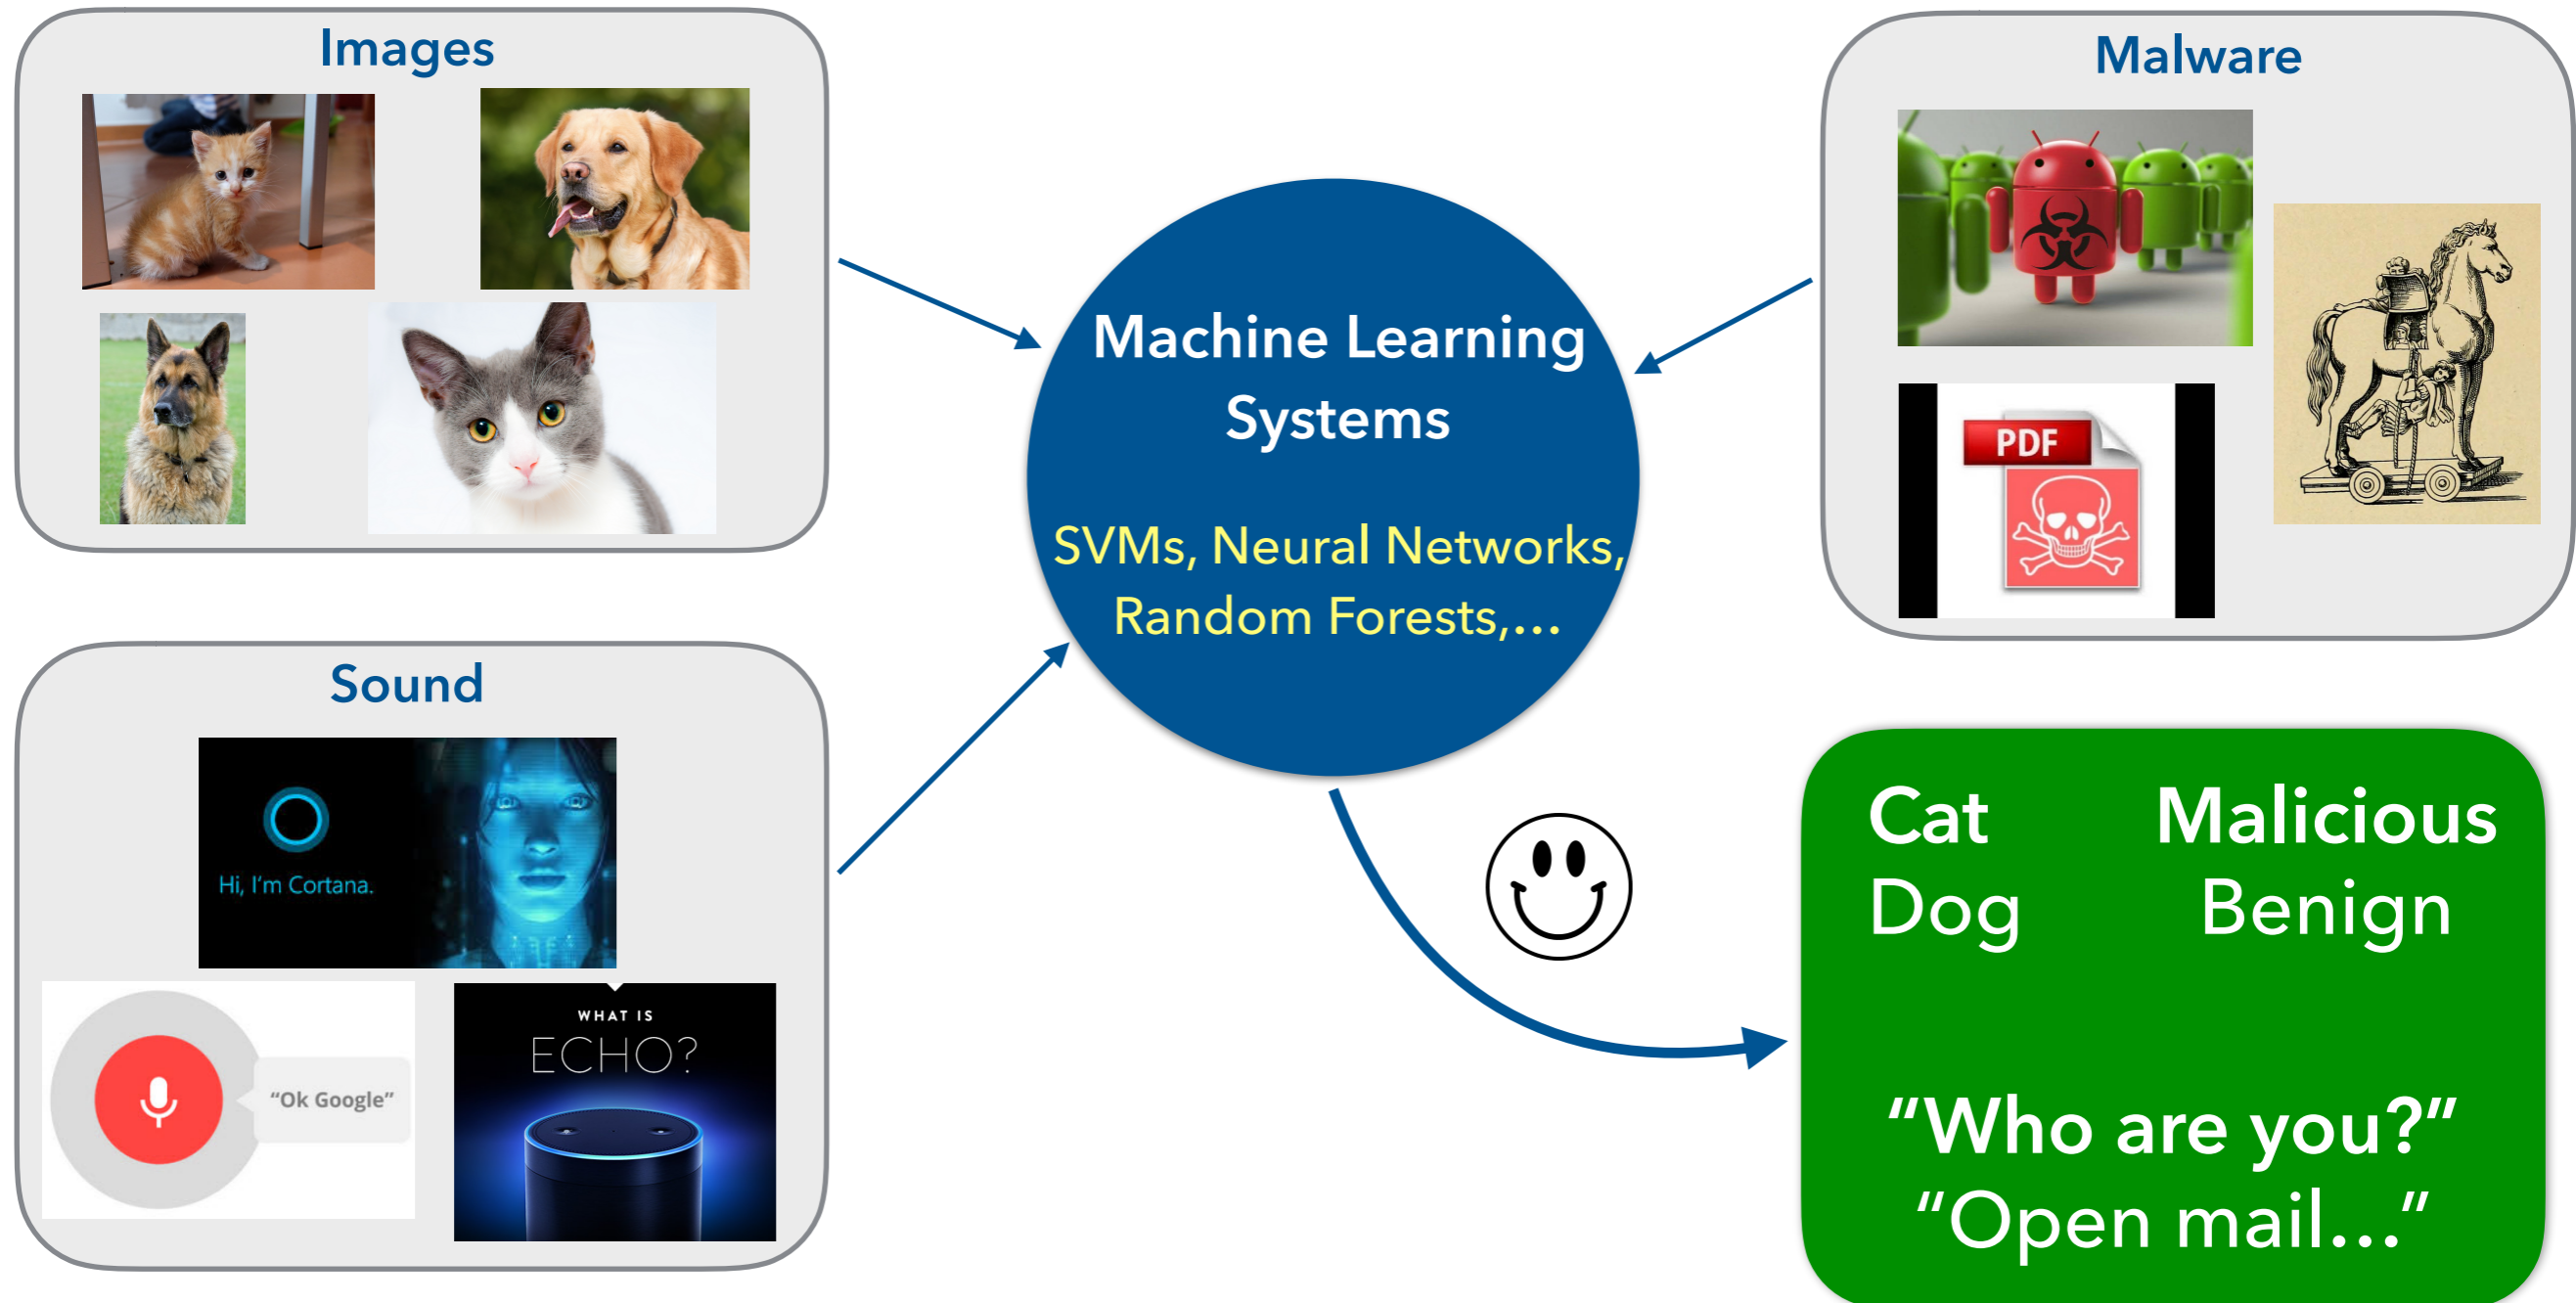 Images
Malware
Machine Learning
Systems
SVMs, Neural Networks,
Random Forests,...
PDF
Sound
Hi, I'm Cortana.
"Ok Google"
WHAT IS
ECHO?
Cat
Dog
Malicious
Benign
"Who are you?"
"Open mail..."